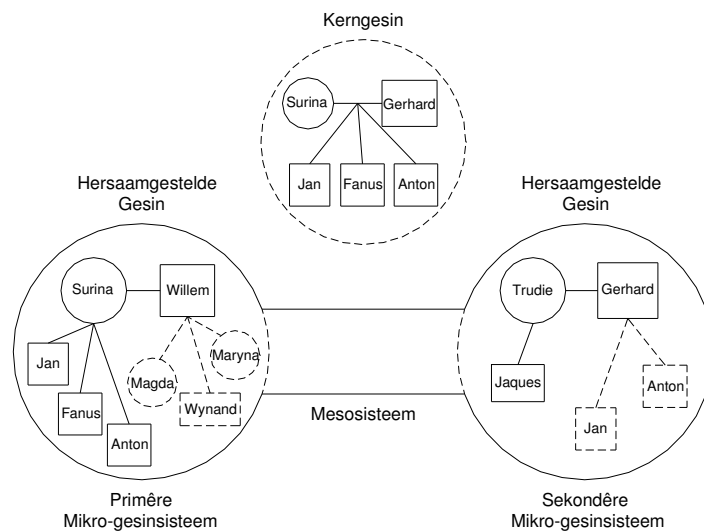 Kerngesin
Surina
Gerhard
Jan
Fanus
Anton
Hersaamgestelde
Gesin
Surina
Willem
Jan
Magda
Maryna
Fanus
Wynand
Anton
Primêre
Mikro-gesinsisteem
Mesosisteem
Hersaamgestelde
Gesin
Trudie
Gerhard
Jaques
Anton
Jan
Sekondêre
Mikro-gesinsisteem